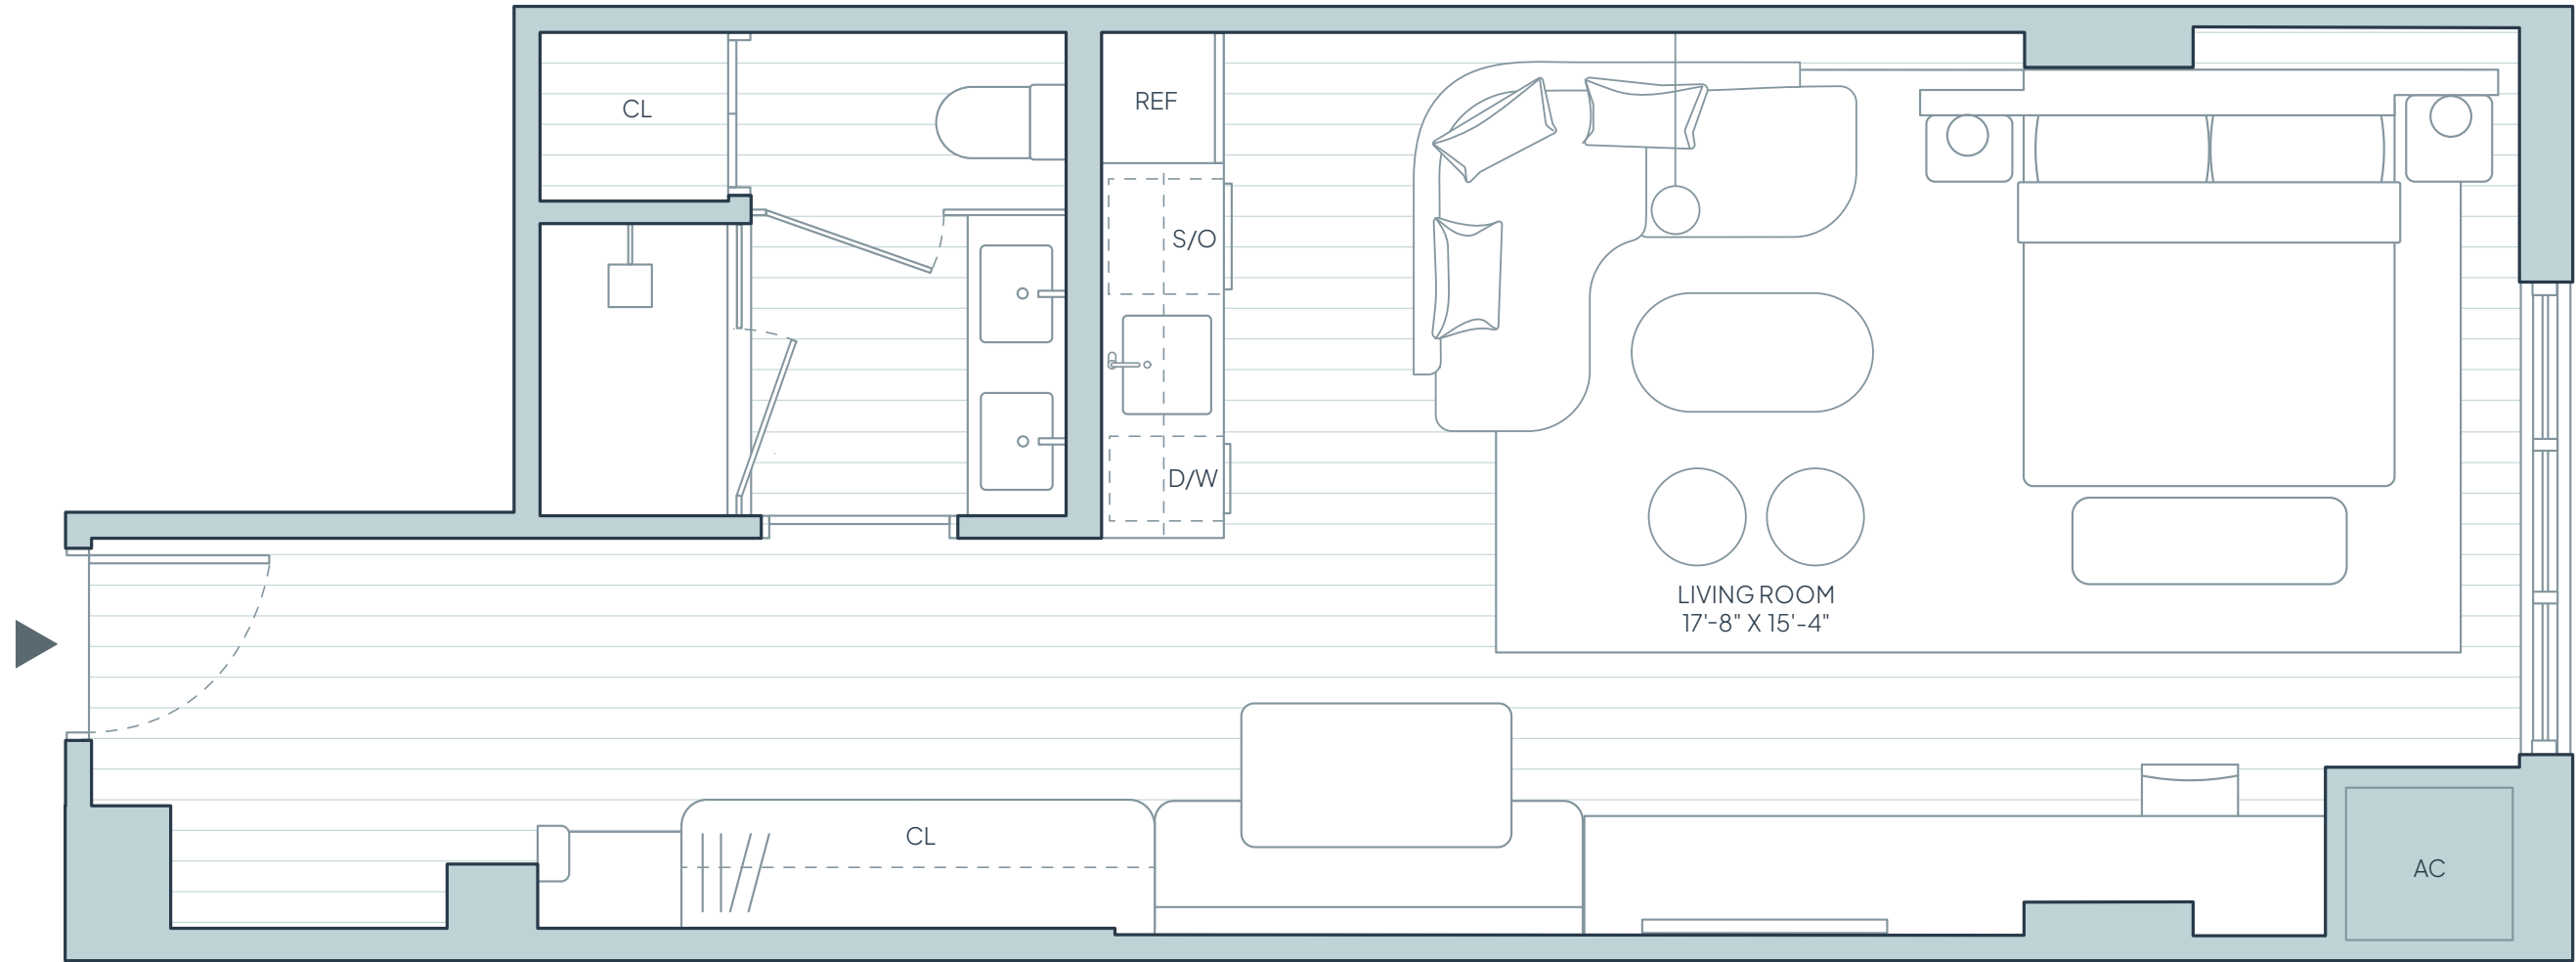 CL
REF
S/O
D/W
LIVING ROOM
17'-8" X 15'-4"
CL
AC